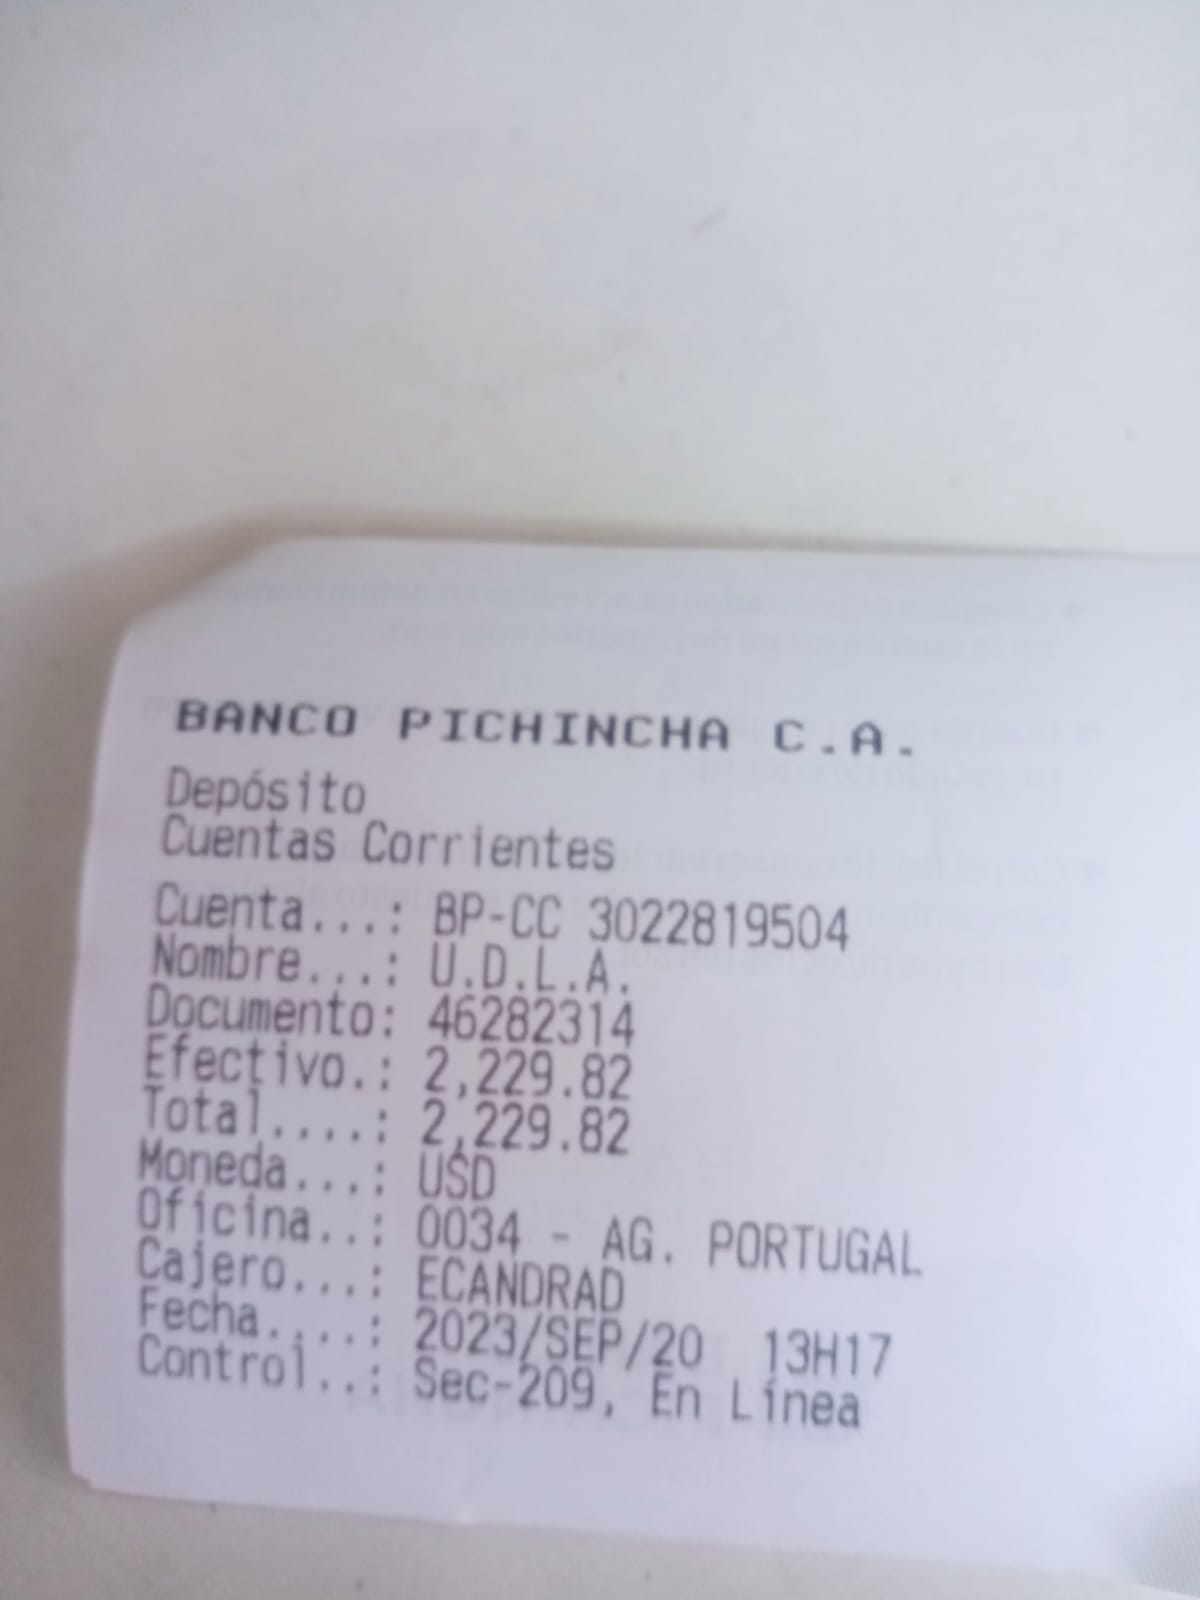 BANCO PICHINCHA C.A.
Depósito
Cuentas Corrientes
Cuenta...: BP-CC 3022819504
Nombre...: U.D.L.A.
Documento: 46282314
Efectivo.: 2,229.82
Total....: 2,229.82
Moneda...: USD
Oficina..: 0034 - AG. PORTUGAL
Cajero...: ECANDRAD
Fecha....: 2023/SEP/20 13H17
Control..: Sec-209, En Línea